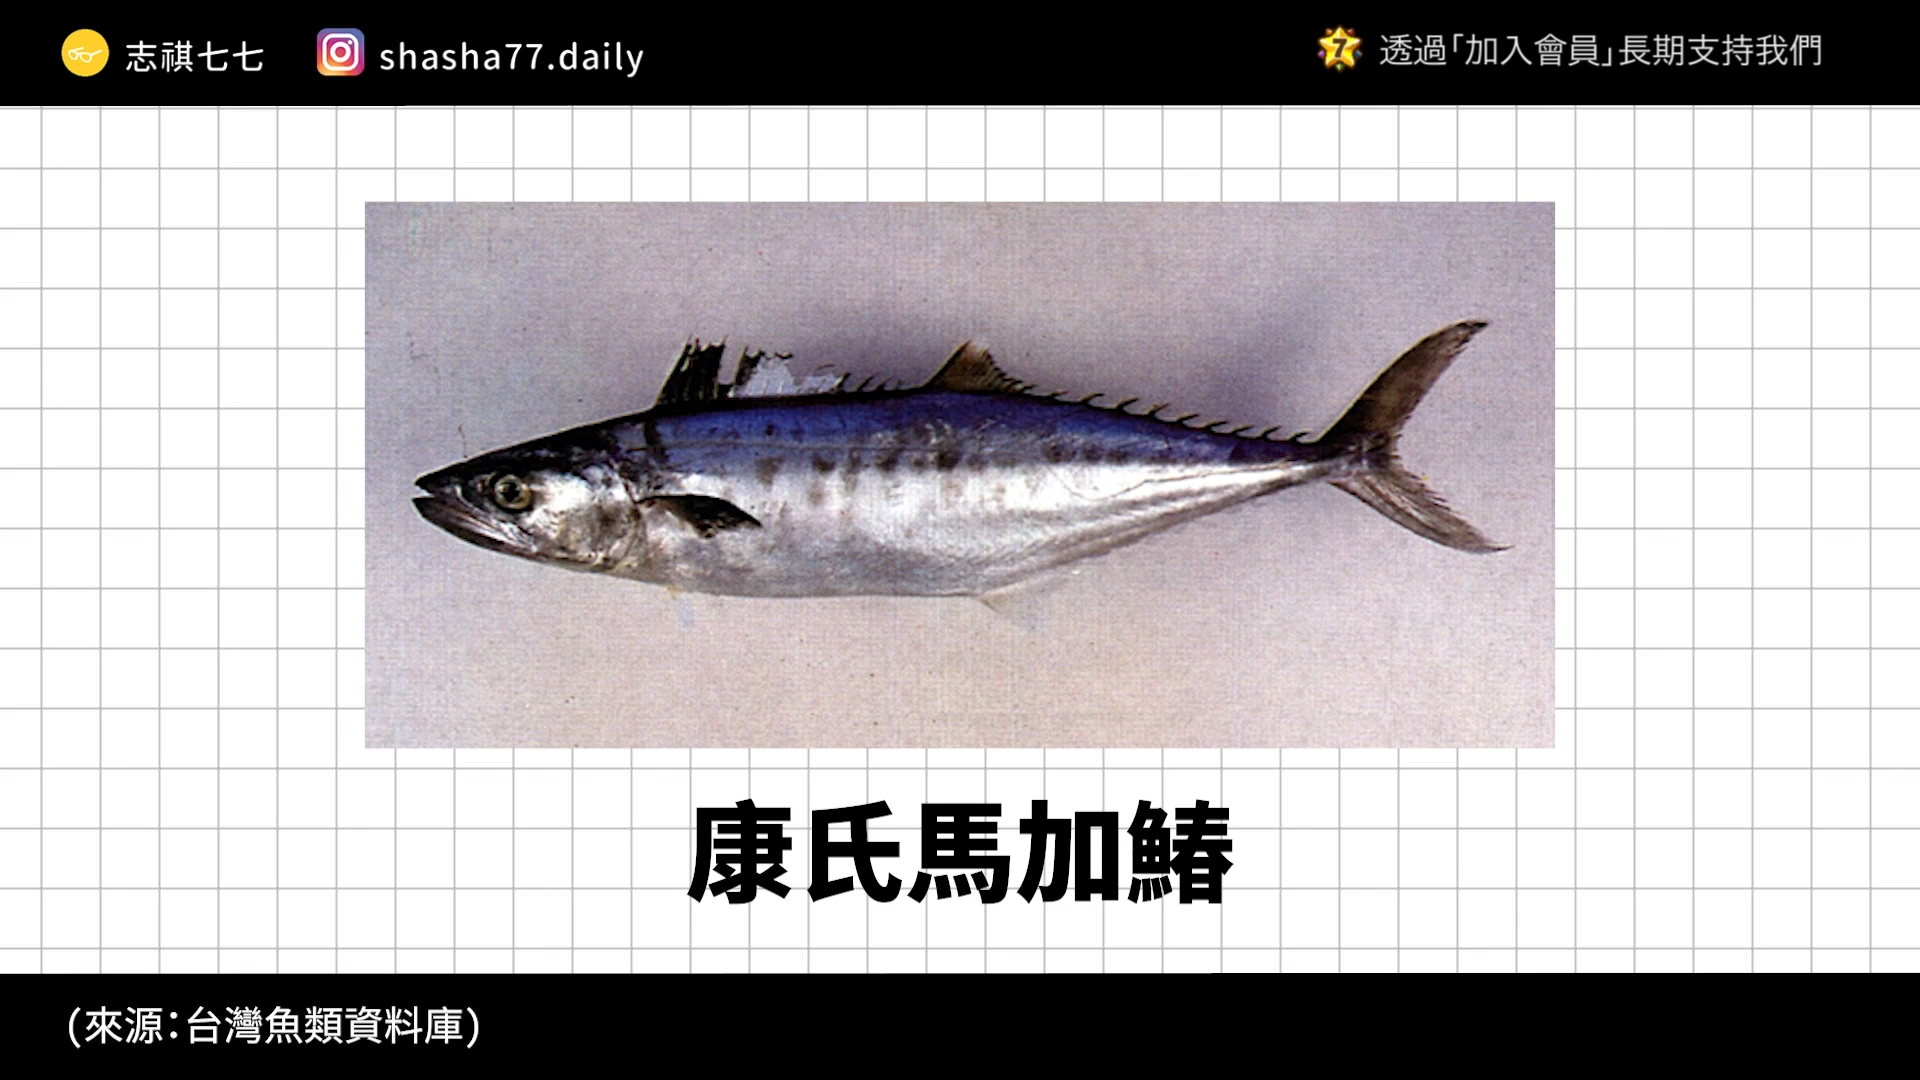 志祺七七
shasha77.daily
7 透過「加入會員」長期支持我們
康氏馬加鰆
(來源：台灣魚類資料庫)